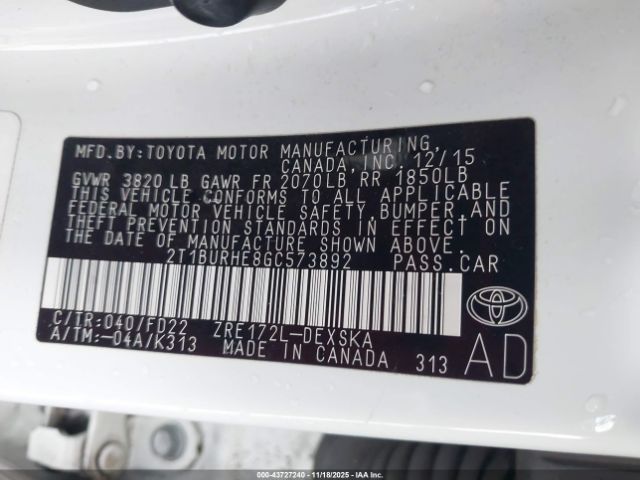 MFD. BY: TOYOTA MOTOR MANUFACTURING,
CANADA, INC. 12/15
GVWR 3820 LB GAWR FR 2070LB RR 1850LB
THIS VEHICLE CONFORMS TO ALL APPLICABLE
FEDERAL MOTOR VEHICLE SAFETY, BUMPER, AND
THEFT PREVENTION STANDARDS IN EFFECT ON
THE DATE OF MANUFACTURE SHOWN ABOVE.
2T1BURHE8GC573892 PASS. CAR
C/TR: 040/FD22 ZRE172L-DEXSKA
A/TM: -04A/K313 MADE IN CANADA 313
AD
000-43727240 - 11/18/2025 - Copyright IAA, LLC